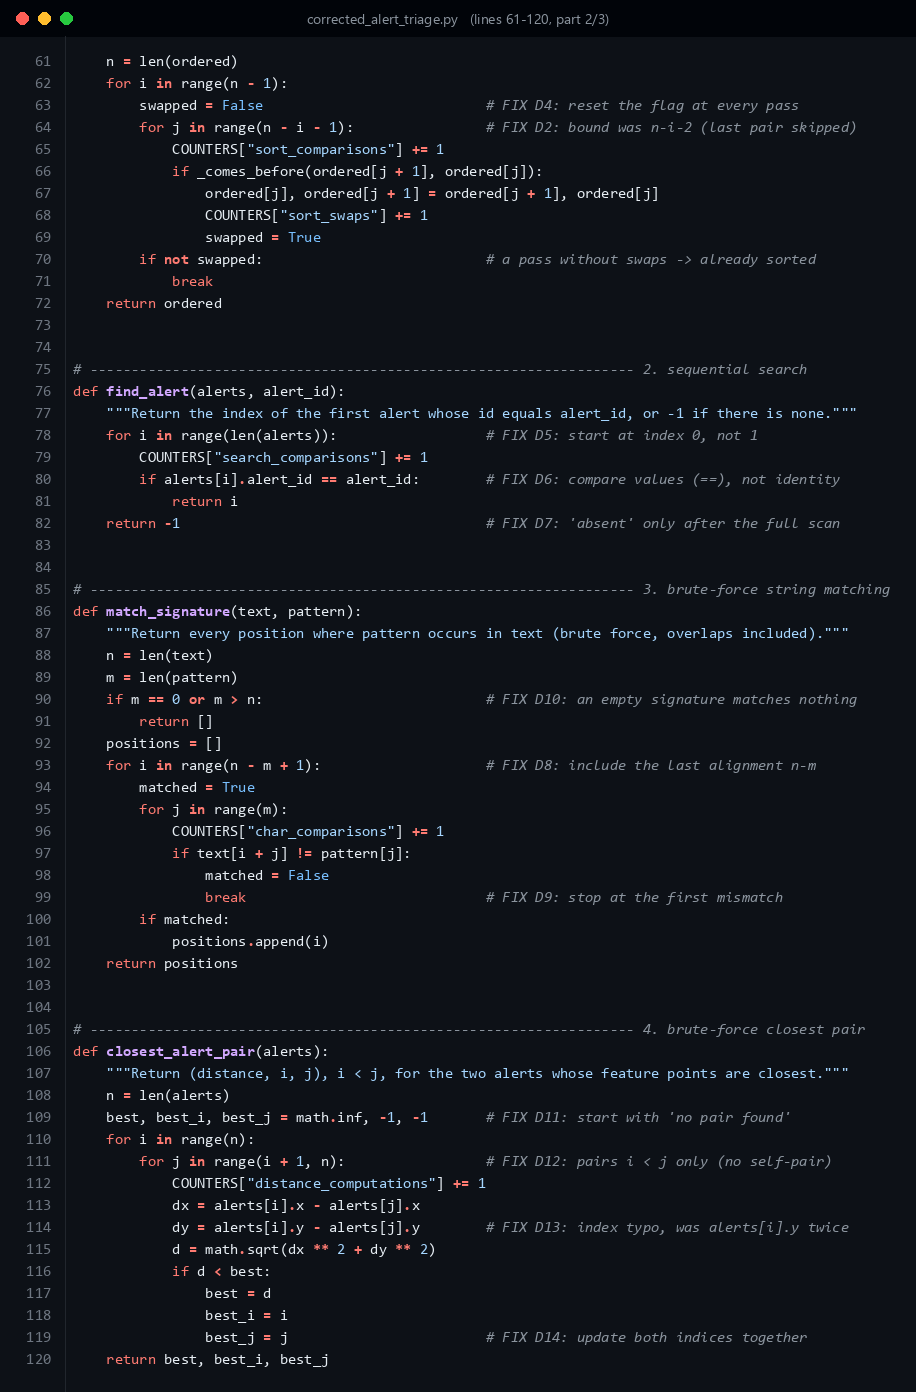 corrected_alert_triage.py   (lines 61-120, part 2/3)
61    n = len(ordered)
62    for i in range(n - 1):
63        swapped = False                           # FIX D4: reset the flag at every pass
64        for j in range(n - i - 1):                # FIX D2: bound was n-i-2 (last pair skipped)
65            COUNTERS["sort_comparisons"] += 1
66            if _comes_before(ordered[j + 1], ordered[j]):
67                ordered[j], ordered[j + 1] = ordered[j + 1], ordered[j]
68                COUNTERS["sort_swaps"] += 1
69                swapped = True
70        if not swapped:                           # a pass without swaps -> already sorted
71            break
72    return ordered
73
74
75 # ------------------------------------------------------------------ 2. sequential search
76 def find_alert(alerts, alert_id):
77    """Return the index of the first alert whose id equals alert_id, or -1 if there is none."""
78    for i in range(len(alerts)):                  # FIX D5: start at index 0, not 1
79        COUNTERS["search_comparisons"] += 1
80        if alerts[i].alert_id == alert_id:        # FIX D6: compare values (==), not identity
81            return i
82    return -1                                     # FIX D7: 'absent' only after the full scan
83
84
85 # ------------------------------------------------------------------ 3. brute-force string matching
86 def match_signature(text, pattern):
87    """Return every position where pattern occurs in text (brute force, overlaps included)."""
88    n = len(text)
89    m = len(pattern)
90    if m == 0 or m > n:                           # FIX D10: an empty signature matches nothing
91        return []
92    positions = []
93    for i in range(n - m + 1):                    # FIX D8: include the last alignment n-m
94        matched = True
95        for j in range(m):
96            COUNTERS["char_comparisons"] += 1
97            if text[i + j] != pattern[j]:
98                matched = False
99                break                             # FIX D9: stop at the first mismatch
100        if matched:
101            positions.append(i)
102    return positions
103
104
105 # ------------------------------------------------------------------ 4. brute-force closest pair
106 def closest_alert_pair(alerts):
107    """Return (distance, i, j), i < j, for the two alerts whose feature points are closest."""
108    n = len(alerts)
109    best, best_i, best_j = math.inf, -1, -1       # FIX D11: start with 'no pair found'
110    for i in range(n):
111        for j in range(i + 1, n):                 # FIX D12: pairs i < j only (no self-pair)
112            COUNTERS["distance_computations"] += 1
113            dx = alerts[i].x - alerts[j].x
114            dy = alerts[i].y - alerts[j].y        # FIX D13: index typo, was alerts[i].y twice
115            d = math.sqrt(dx ** 2 + dy ** 2)
116            if d < best:
117                best = d
118                best_i = i
119                best_j = j                        # FIX D14: update both indices together
120    return best, best_i, best_j